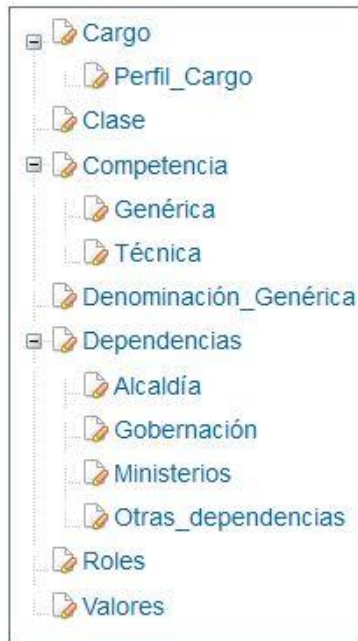 Cargo
Perfil_Cargo
Clase
Competencia
Genérica
Técnica
Denominación_Genérica
Dependencias
Alcaldía
Gobernación
Ministerios
Otras_dependencias
Roles
Valores